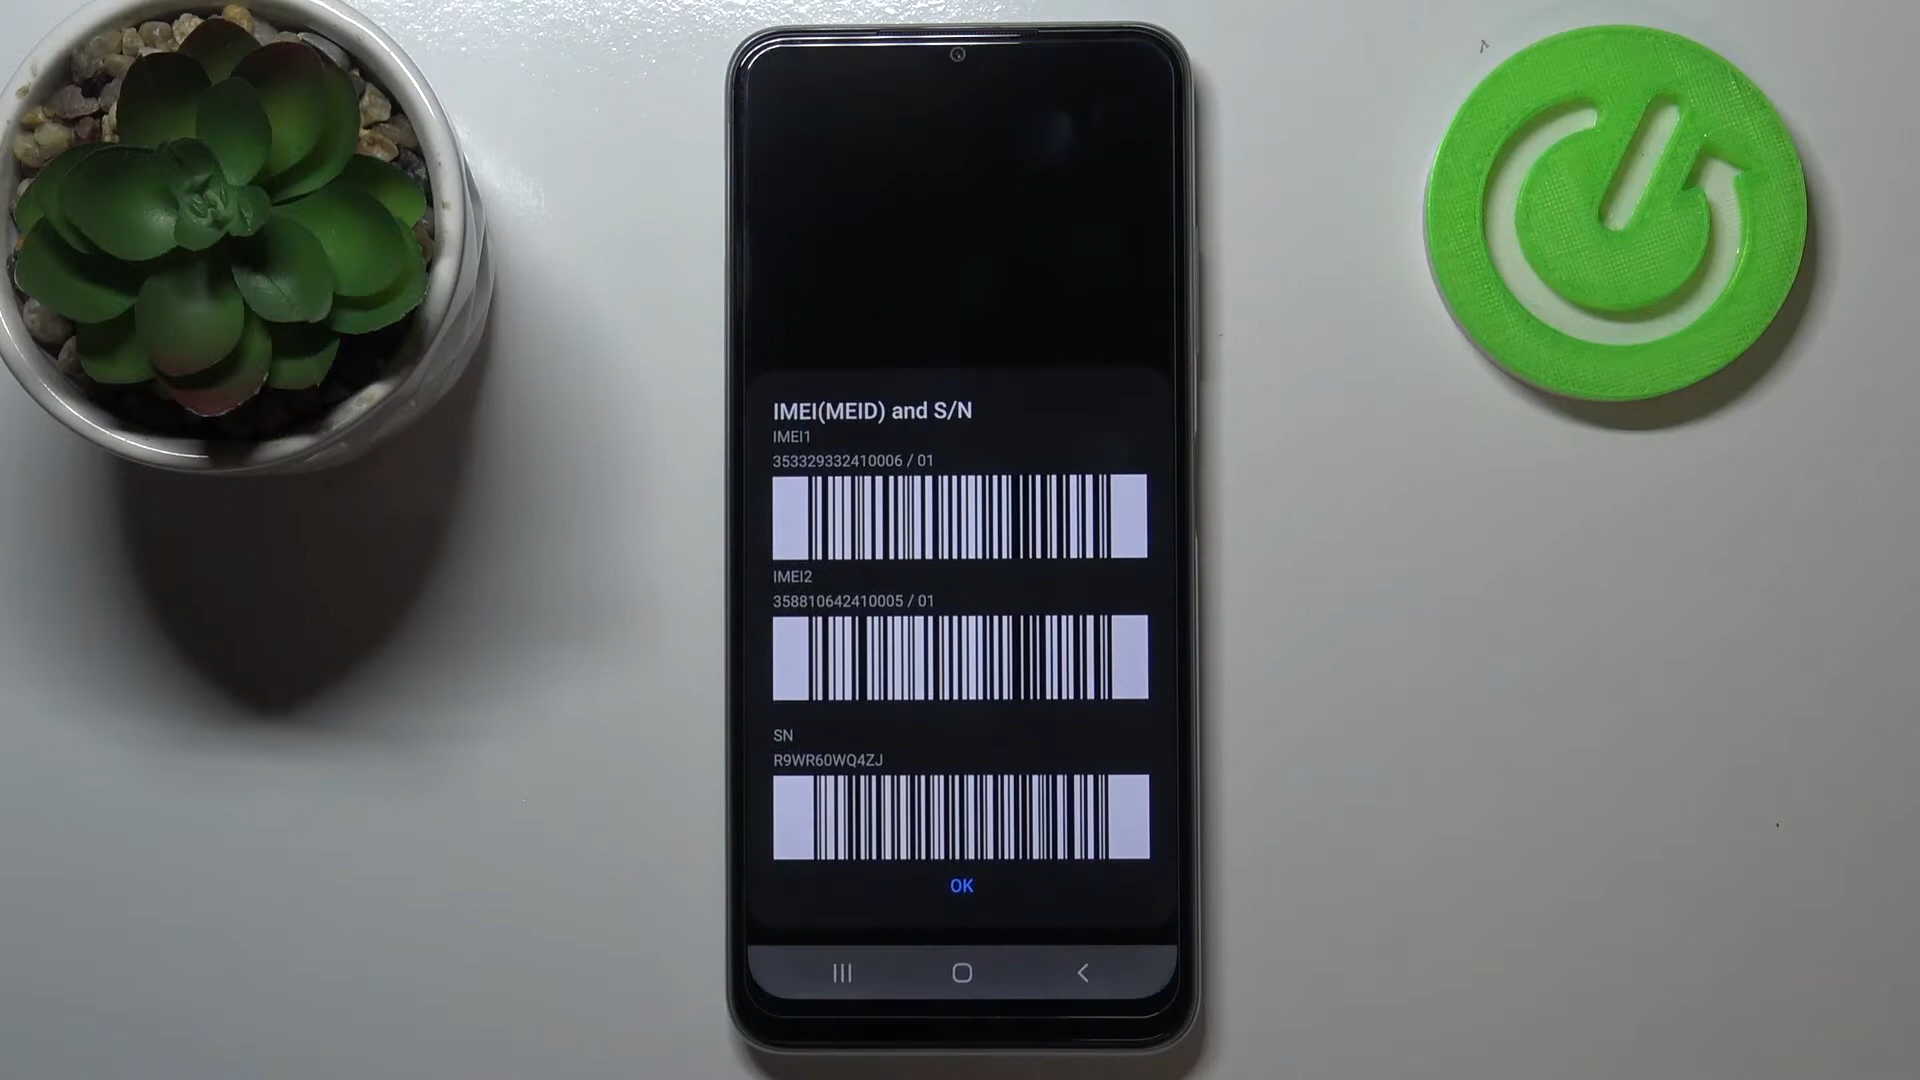 IMEI(MEID) and S/N
IMEI1
353329332410006 / 01
IMEI2
358810642410005 / 01
SN
R9WR60WQ4ZJ
OK